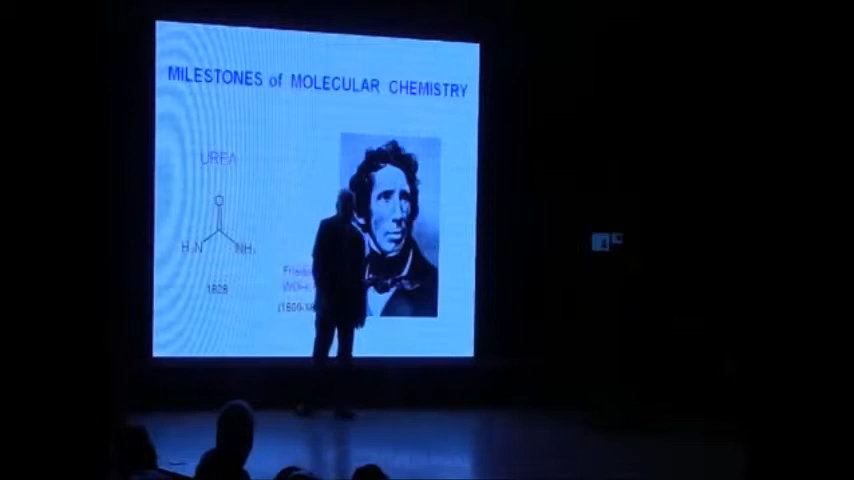 MILESTONES of MOLECULAR CHEMISTRY
UREA
O
H₂N NH₂
1828